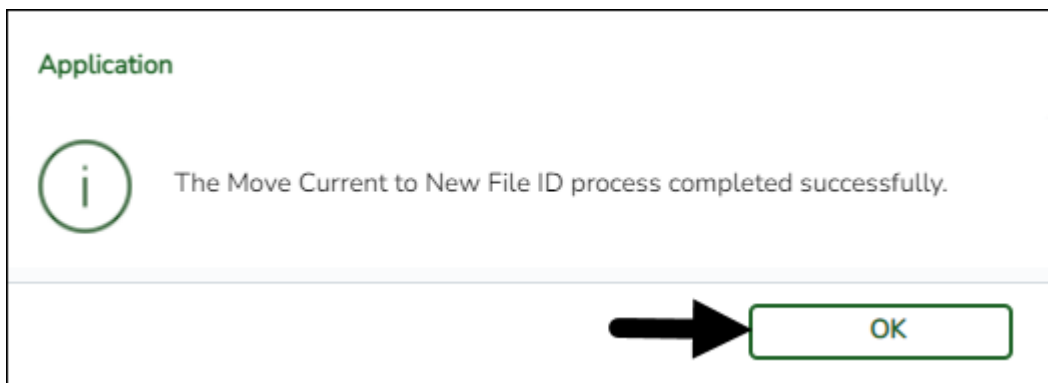 Application
The Move Current to New File ID process completed successfully.
OK